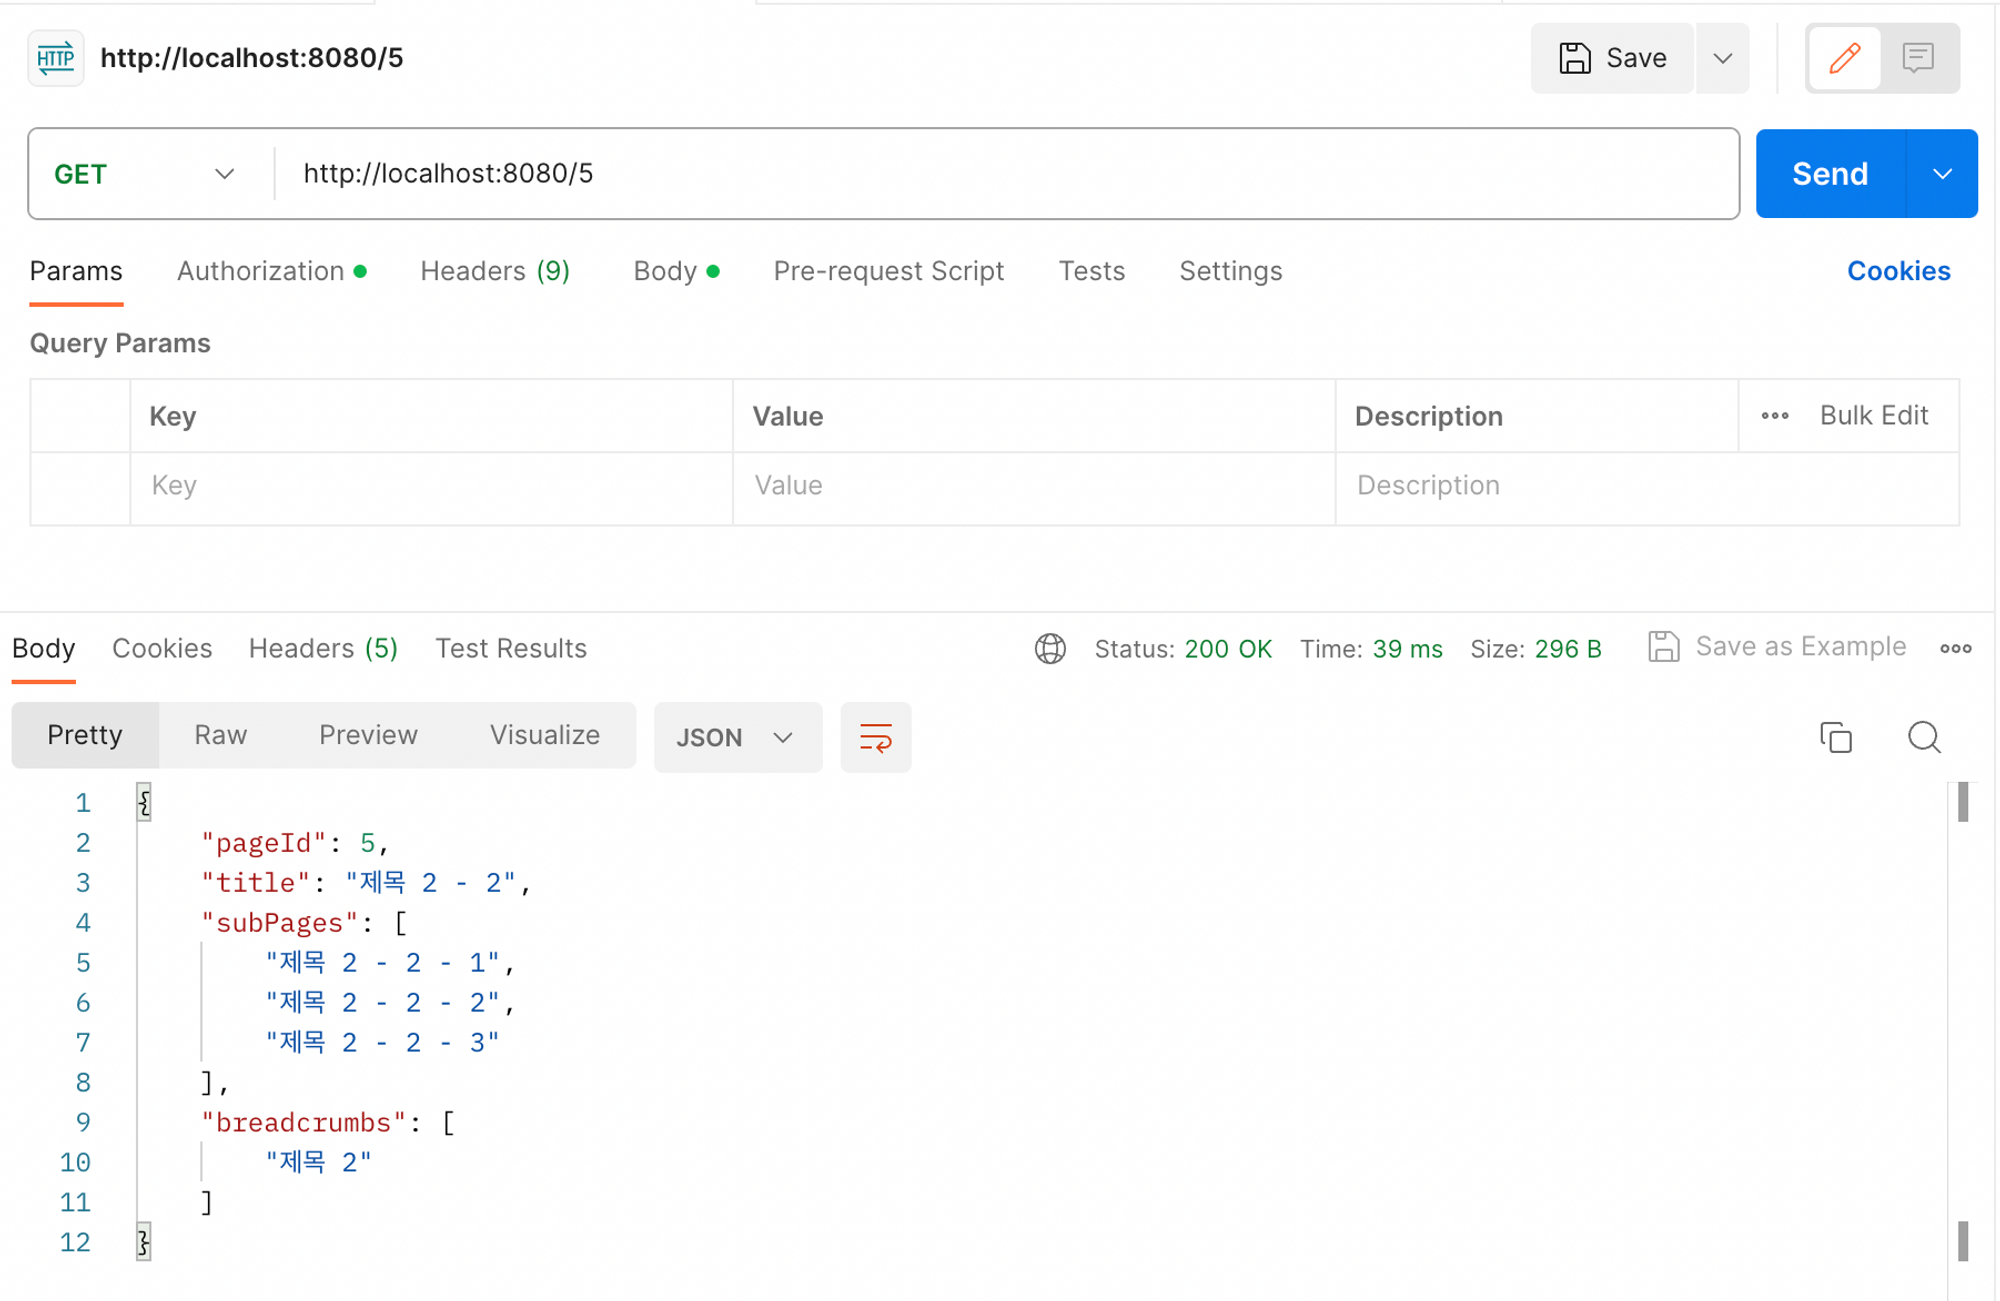 HTTP http://localhost:8080/5 Save
GET http://localhost:8080/5 Send
Params Authorization Headers (9) Body Pre-request Script Tests Settings Cookies
Query Params
Key Value Description ••• Bulk Edit
Key Value Description
Body Cookies Headers (5) Test Results Status: 200 OK Time: 39 ms Size: 296 B Save as Example
Pretty Raw Preview Visualize JSON
1 {
2 "pageId": 5,
3 "title": "제목 2 - 2",
4 "subPages": [
5 "제목 2 - 2 - 1",
6 "제목 2 - 2 - 2",
7 "제목 2 - 2 - 3"
8 ],
9 "breadcrumbs": [
10 "제목 2"
11 ]
12 }